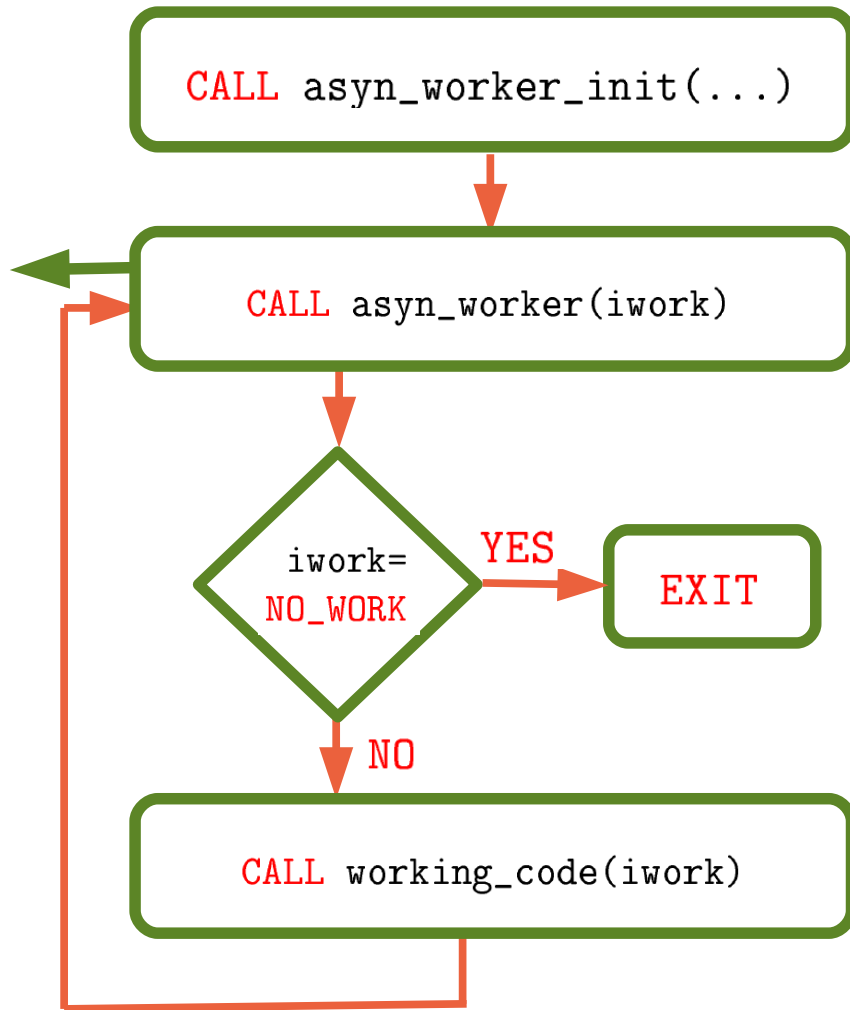 CALL asyn_worker_init(...)
CALL asyn_worker(iwork)
iwork=
NO_WORK
YES
EXIT
NO
CALL working_code(iwork)